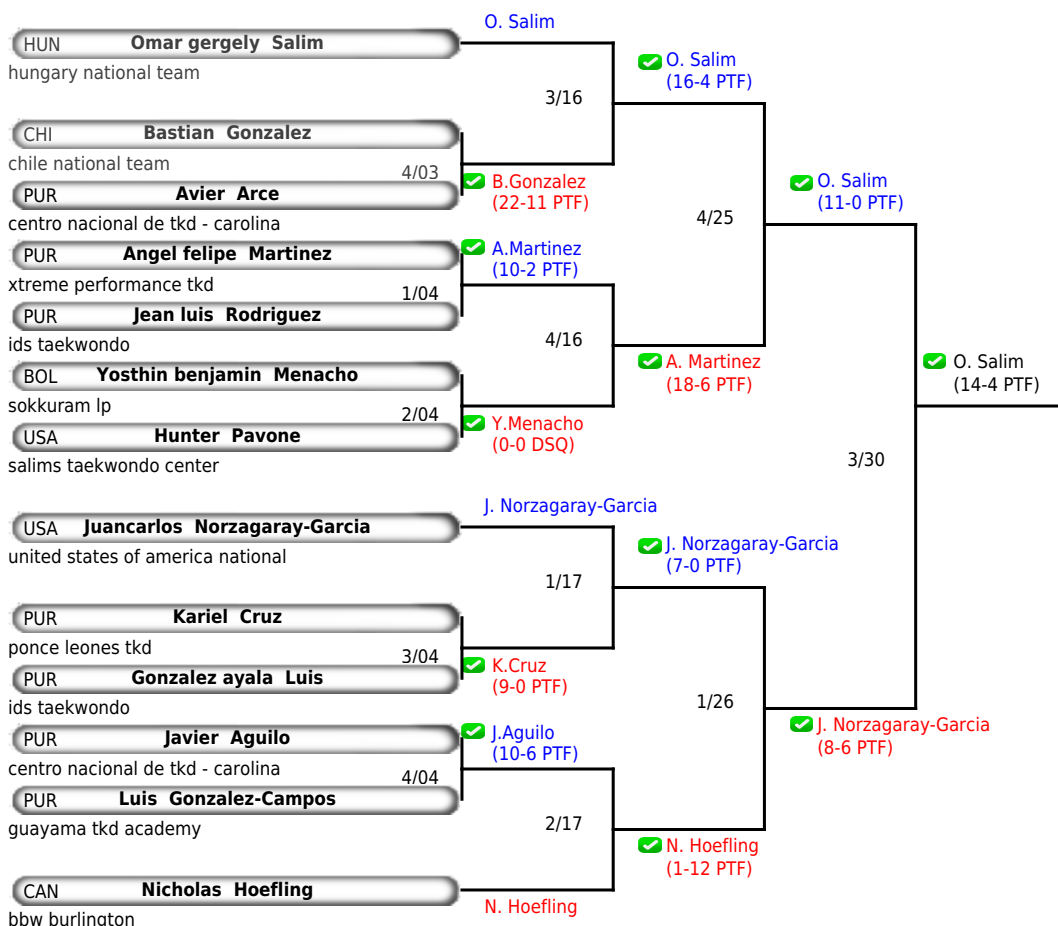 O. Salim
HUN Omar gergely Salim
hungary national team
O. Salim
(16-4 PTF)
3/16
CHI Bastian Gonzalez
chile national team
4/03
B.Gonzalez
(22-11 PTF)
PUR Avier Arce
centro nacional de tkd - carolina
O. Salim
(11-0 PTF)
4/25
PUR Angel felipe Martinez
xtreme performance tkd
A.Martinez
(10-2 PTF)
1/04
PUR Jean luis Rodriguez
ids taekwondo
4/16
A. Martinez
(18-6 PTF)
O. Salim
(14-4 PTF)
BOL Yosthin benjamin Menacho
sokkuram lp
2/04
Y.Menacho
(0-0 DSQ)
USA Hunter Pavone
salims taekwondo center
3/30
J. Norzagaray-Garcia
USA Juancarlos Norzagaray-Garcia
united states of america national
J. Norzagaray-Garcia
(7-0 PTF)
1/17
PUR Kariel Cruz
ponce leones tkd
3/04
K.Cruz
(9-0 PTF)
PUR Gonzalez ayala Luis
ids taekwondo
1/26
J. Norzagaray-Garcia
(8-6 PTF)
PUR Javier Aguilo
centro nacional de tkd - carolina
J.Aguilo
(10-6 PTF)
4/04
PUR Luis Gonzalez-Campos
guayama tkd academy
2/17
N. Hoefling
(1-12 PTF)
CAN Nicholas Hoefling
N. Hoefling
bbw burlington